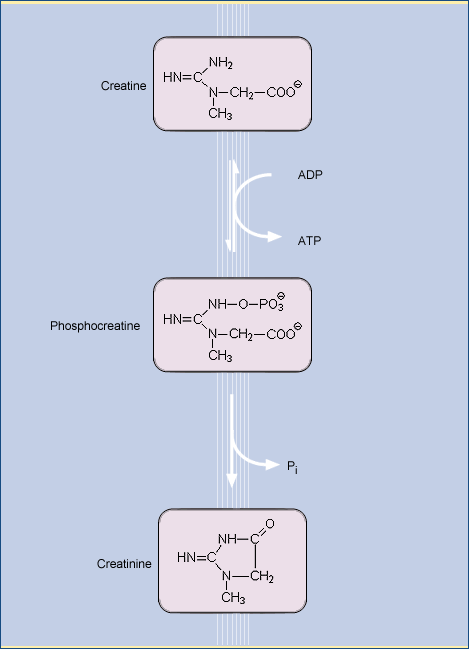 NH₂
HN=C
Creatine
N–CH₂–COO⊖
CH₃
ADP
ATP
NH–O–PO₃⊖
HN=C
Phosphocreatine
N–CH₂–COO⊖
CH₃
Pᵢ
O
NH–C
HN=C
Creatinine
N–CH₂
CH₃